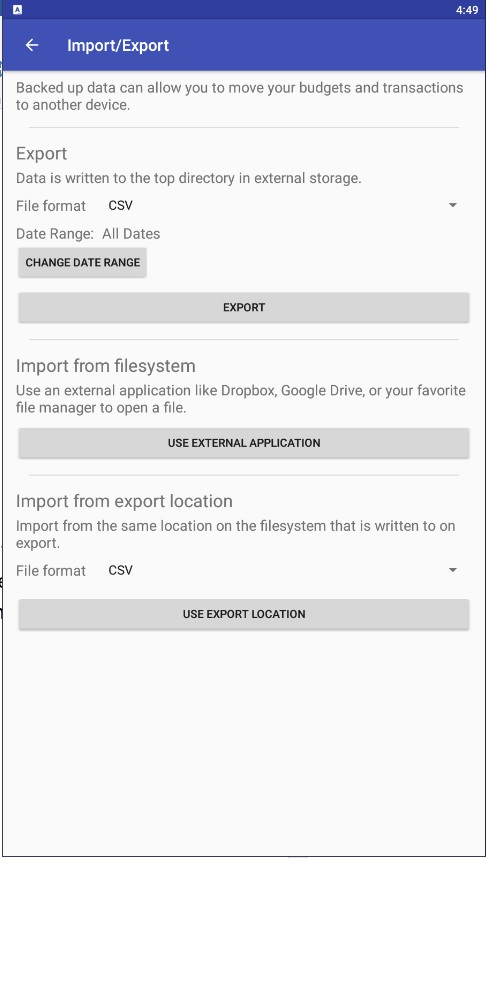 A
4:49
Import/Export
Backed up data can allow you to move your budgets and transactions
to another device.
Export
Data is written to the top directory in external storage.
File format CSV
Date Range: All Dates
CHANGE DATE RANGE
EXPORT
Import from filesystem
Use an external application like Dropbox, Google Drive, or your favorite
file manager to open a file.
USE EXTERNAL APPLICATION
Import from export location
Import from the same location on the filesystem that is written to on
export.
File format CSV
USE EXPORT LOCATION